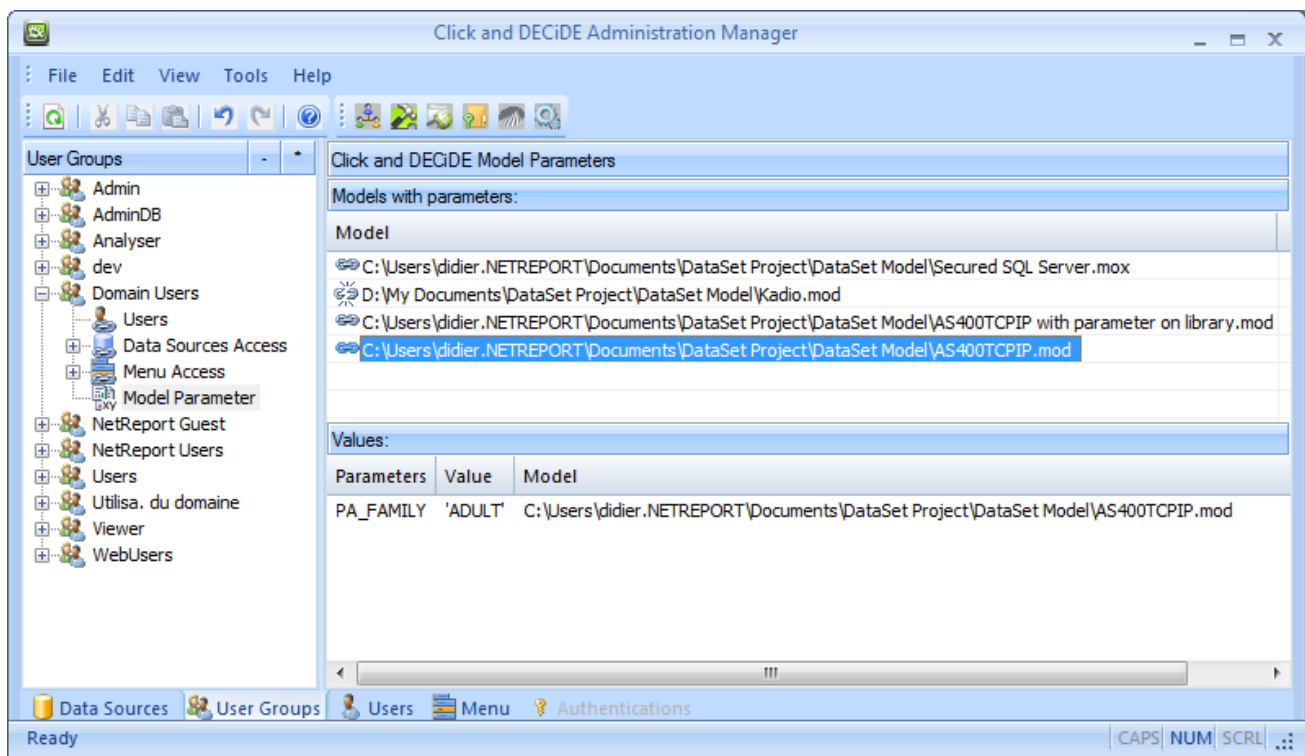 Click and DECiDE Administration Manager
File Edit View Tools Help
User Groups - *
Admin
AdminDB
Analyser
dev
Domain Users
Users
Data Sources Access
Menu Access
Model Parameter
NetReport Guest
NetReport Users
Users
Utilisa. du domaine
Viewer
WebUsers
Click and DECiDE Model Parameters
Models with parameters:
Model
C:\Users\didier.NETREPORT\Documents\DataSet Project\DataSet Model\Secured SQL Server.mox
D:\My Documents\DataSet Project\DataSet Model\Kadio.mod
C:\Users\didier.NETREPORT\Documents\DataSet Project\DataSet Model\AS400TCPIP with parameter on library.mod
C:\Users\didier.NETREPORT\Documents\DataSet Project\DataSet Model\AS400TCPIP.mod
Values:
Parameters Value Model
PA_FAMILY 'ADULT' C:\Users\didier.NETREPORT\Documents\DataSet Project\DataSet Model\AS400TCPIP.mod
Data Sources User Groups Users Menu Authentications
Ready CAPS NUM SCRL